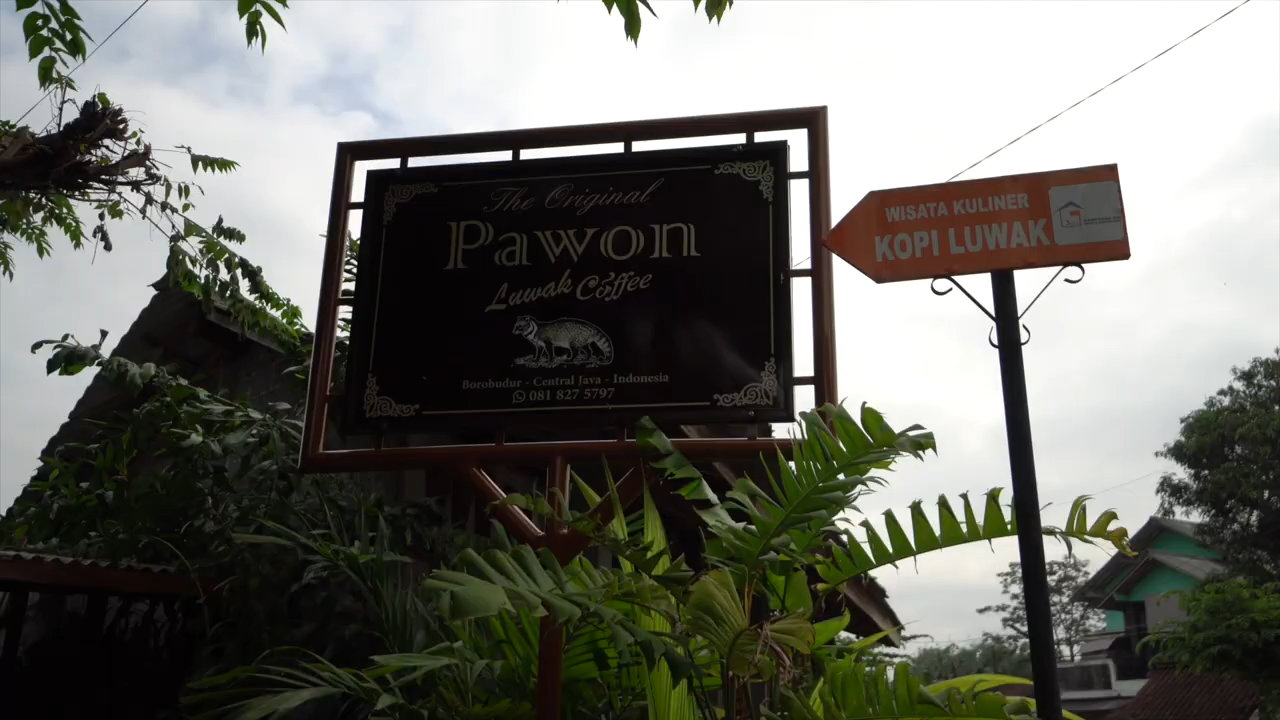 The Original
Pawon
Luwak Coffee
Borobudur - Central Java - Indonesia
081 827 5797
WISATA KULINER
KOPI LUWAK